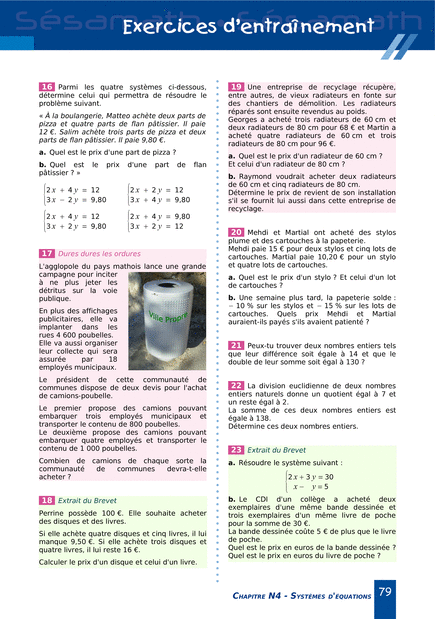 Sésamath
Sésamath
Exercices d'entraînement
16 Parmi les quatre systèmes ci-dessous,
détermine celui qui permettra de résoudre le
problème suivant.
« À la boulangerie, Matteo achète deux parts de
pizza et quatre parts de flan pâtissier. Il paie
12 €. Salim achète trois parts de pizza et deux
parts de flan pâtissier. Il paie 9,80 €.
a. Quel est le prix d'une part de pizza ?
b. Quel est le prix d'une part de flan
pâtissier ? »
2x + 4y = 12
3x − 2y = 9,80
2x + 2y = 12
3x + 4y = 9,80
2x + 4y = 12
3x + 2y = 9,80
2x + 4y = 9,80
3x + 2y = 12
17 Dures dures les ordures
L'agglopole du pays mathois lance une grande
campagne pour inciter
à ne plus jeter les
détritus sur la voie
publique.
En plus des affichages
publicitaires, elle va
implanter dans les
rues 4 600 poubelles.
Elle va aussi organiser
leur collecte qui sera
assurée par 18
employés municipaux.
Voie Propre
Le président de cette communauté de
communes dispose de deux devis pour l'achat
de camions-poubelle.
Le premier propose des camions pouvant
embarquer trois employés municipaux et
transporter le contenu de 800 poubelles.
Le deuxième propose des camions pouvant
embarquer quatre employés et transporter le
contenu de 1 000 poubelles.
Combien de camions de chaque sorte la
communauté de communes devra-t-elle
acheter ?
18 Extrait du Brevet
Perrine possède 100 €. Elle souhaite acheter
des disques et des livres.
Si elle achète quatre disques et cinq livres, il lui
manque 9,50 €. Si elle achète trois disques et
quatre livres, il lui reste 16 €.
Calculer le prix d'un disque et celui d'un livre.
19 Une entreprise de recyclage récupère,
entre autres, de vieux radiateurs en fonte sur
des chantiers de démolition. Les radiateurs
réparés sont ensuite revendus au poids.
Georges a acheté trois radiateurs de 60 cm et
deux radiateurs de 80 cm pour 68 € et Martin a
acheté quatre radiateurs de 60 cm et trois
radiateurs de 80 cm pour 96 €.
a. Quel est le prix d'un radiateur de 60 cm ?
Et celui d'un radiateur de 80 cm ?
b. Raymond voudrait acheter deux radiateurs
de 60 cm et cinq radiateurs de 80 cm.
Détermine le prix de revient de son installation
s'il se fournit lui aussi dans cette entreprise de
recyclage.
20 Mehdi et Martial ont acheté des stylos
plume et des cartouches à la papeterie.
Mehdi paie 15 € pour deux stylos et cinq lots de
cartouches. Martial paie 10,20 € pour un stylo
et quatre lots de cartouches.
a. Quel est le prix d'un stylo ? Et celui d'un lot
de cartouches ?
b. Une semaine plus tard, la papeterie solde :
− 10 % sur les stylos et − 15 % sur les lots de
cartouches. Quels prix Mehdi et Martial
auraient-ils payés s'ils avaient patienté ?
21 Peux-tu trouver deux nombres entiers tels
que leur différence soit égale à 14 et que le
double de leur somme soit égal à 130 ?
22 La division euclidienne de deux nombres
entiers naturels donne un quotient égal à 7 et
un reste égal à 2.
La somme de ces deux nombres entiers est
égale à 138.
Détermine ces deux nombres entiers.
23 Extrait du Brevet
a. Résoudre le système suivant :
2x + 3y = 30
x − y = 5
b. Le CDI d'un collège a acheté deux
exemplaires d'une même bande dessinée et
trois exemplaires d'un même livre de poche
pour la somme de 30 €.
La bande dessinée coûte 5 € de plus que le livre
de poche.
Quel est le prix en euros de la bande dessinée ?
Quel est le prix en euros du livre de poche ?
Chapitre N4 - Systèmes d'équations 79